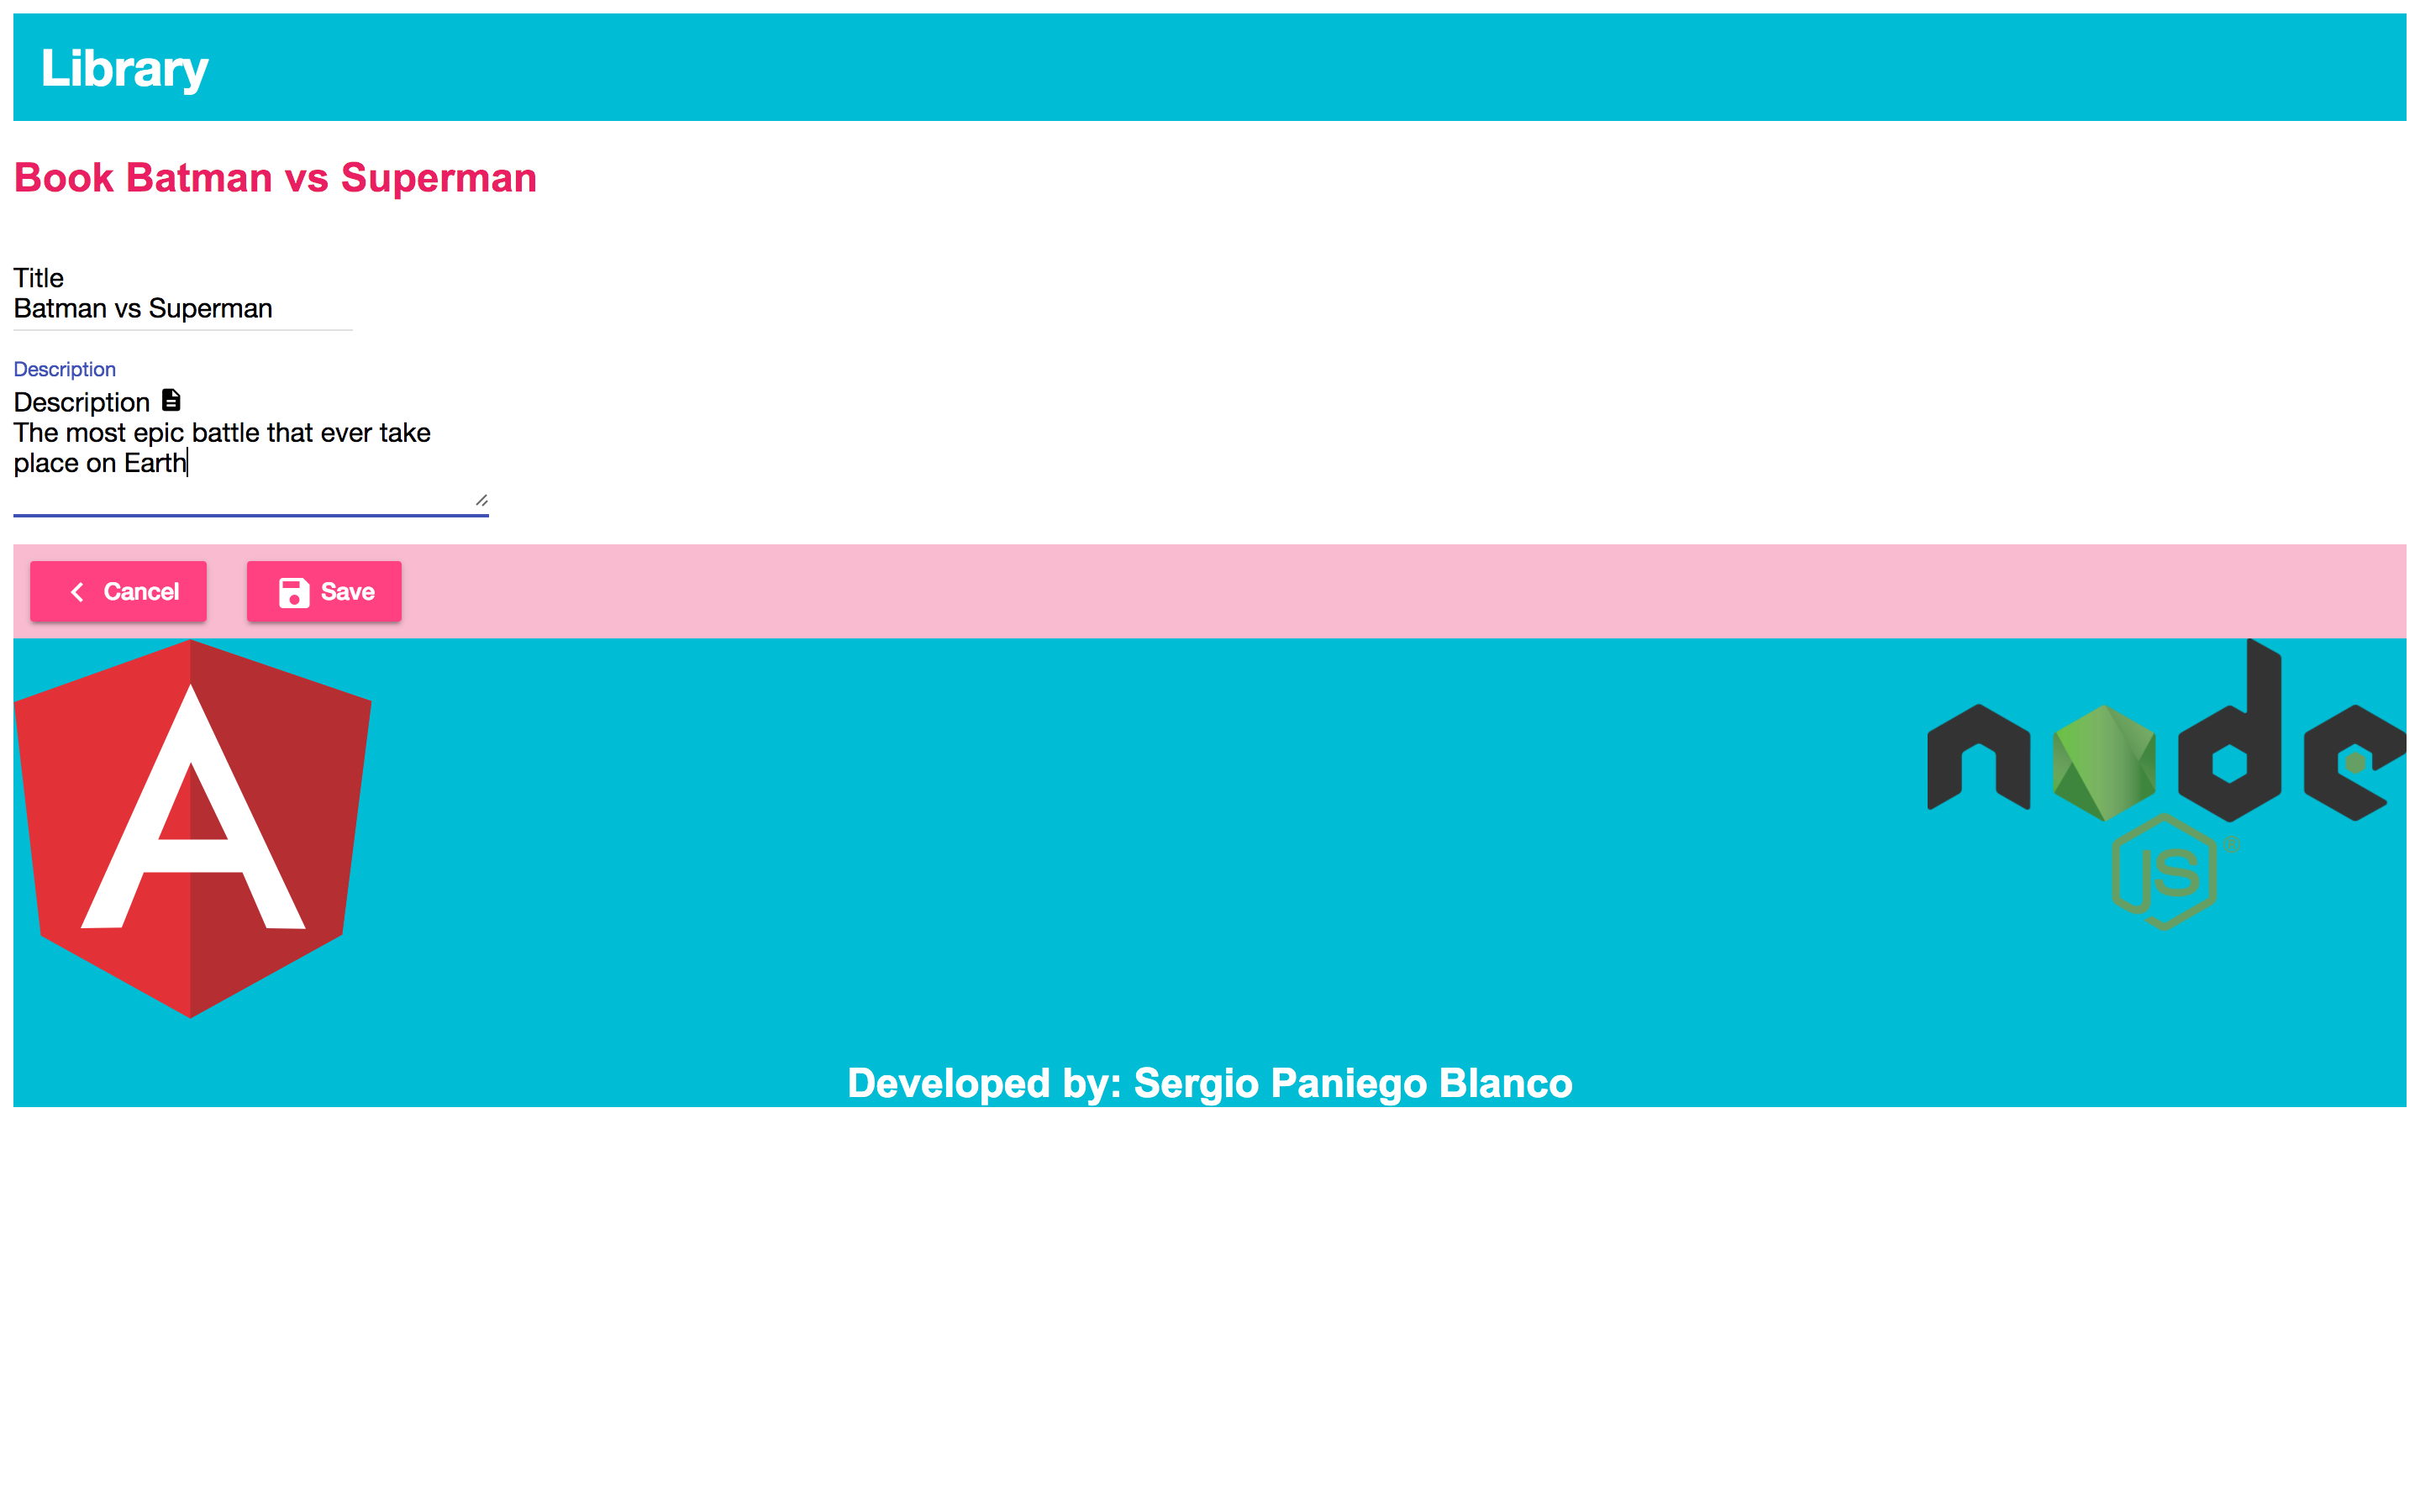 Library
Book Batman vs Superman
Title
Batman vs Superman
Description
Description
The most epic battle that ever take
place on Earth
Cancel
Save
A
node
JS ®
Developed by: Sergio Paniego Blanco